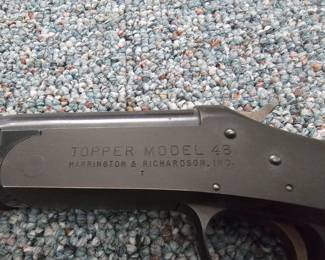 TOPPER MODEL 48
HARRINGTON & RICHARDSON, INC.
T